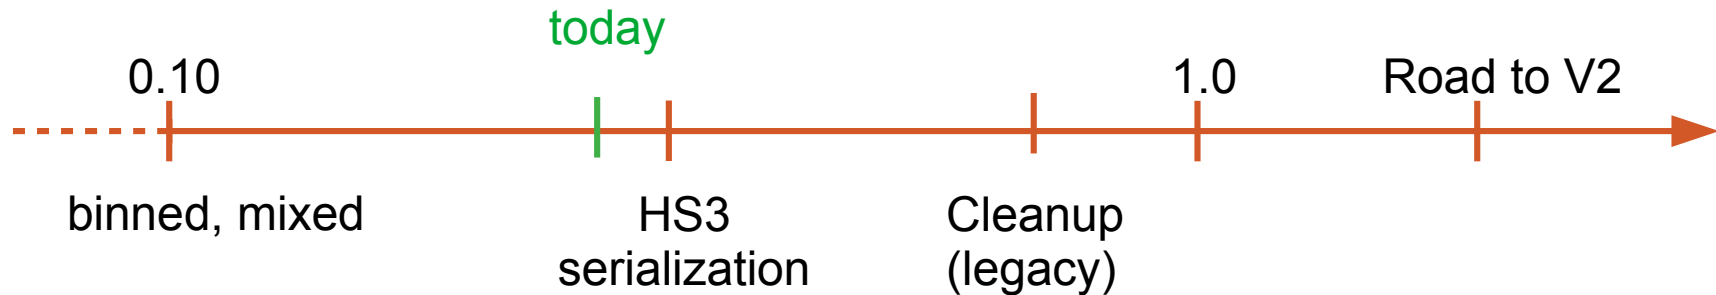 today
0.10
1.0
Road to V2
binned, mixed
HS3
serialization
Cleanup
(legacy)